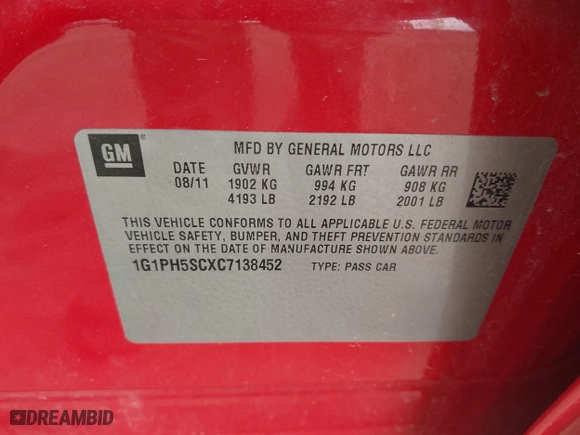 GM
MFD BY GENERAL MOTORS LLC
DATE GVWR GAWR FRT GAWR RR
08/11 1902 KG 994 KG 908 KG
4193 LB 2192 LB 2001 LB
THIS VEHICLE CONFORMS TO ALL APPLICABLE U.S. FEDERAL MOTOR
VEHICLE SAFETY, BUMPER, AND THEFT PREVENTION STANDARDS IN
EFFECT ON THE DATE OF MANUFACTURE SHOWN ABOVE.
1G1PH5SCXC7138452 TYPE: PASS CAR
DREAMBID